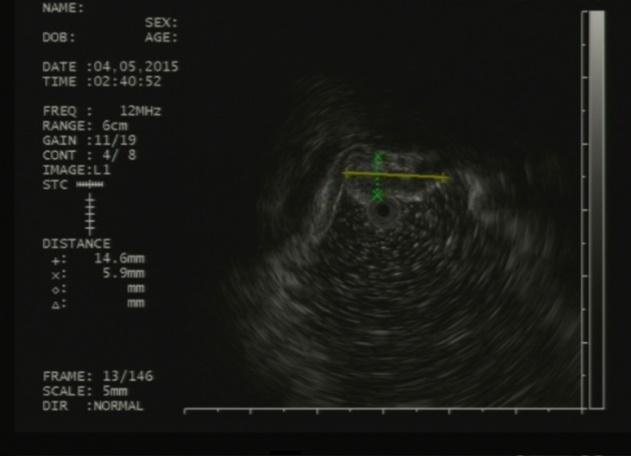 NAME:
SEX:
DOB: AGE:
DATE :04.05.2015
TIME :02:40:52
FREQ : 12MHz
RANGE: 6cm
GAIN :11/19
CONT : 4/ 8
IMAGE:L1
STC
DISTANCE
+: 14.6mm
×: 5.9mm
◇: mm
△: mm
FRAME: 13/146
SCALE: 5mm
DIR :NORMAL